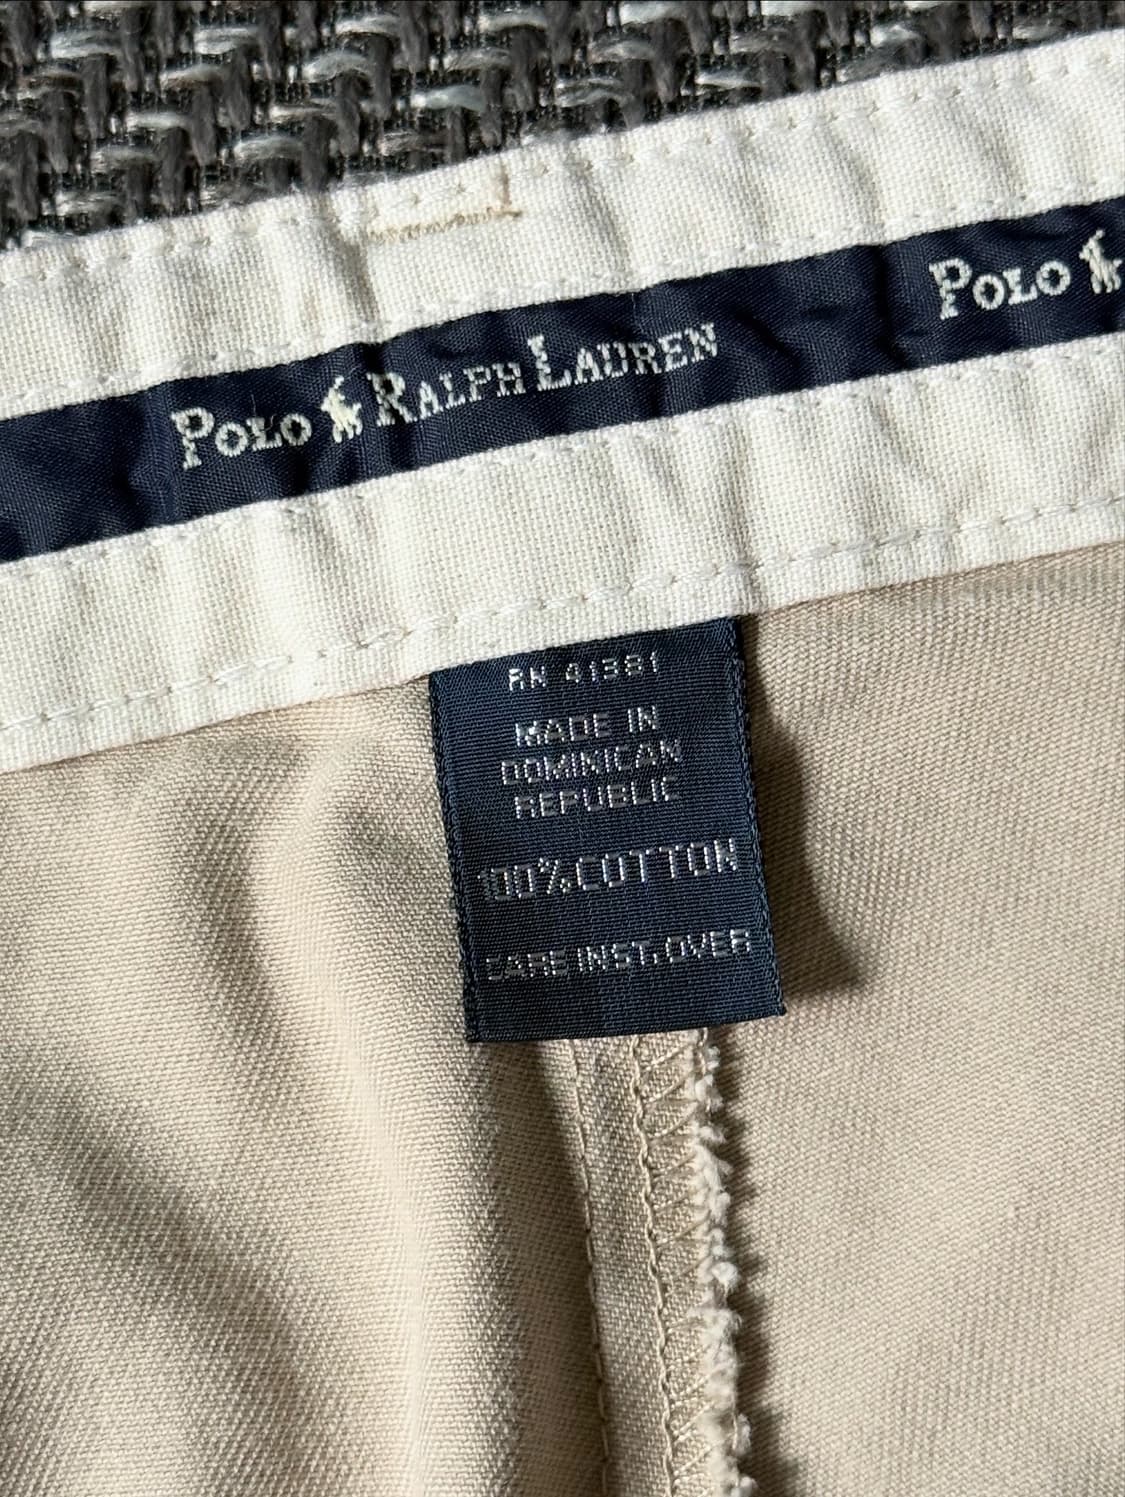 POLO RALPH LAUREN
POLO
RN 41381
MADE IN
DOMINICAN
REPUBLIC
100% COTTON
CARE INST. OVER